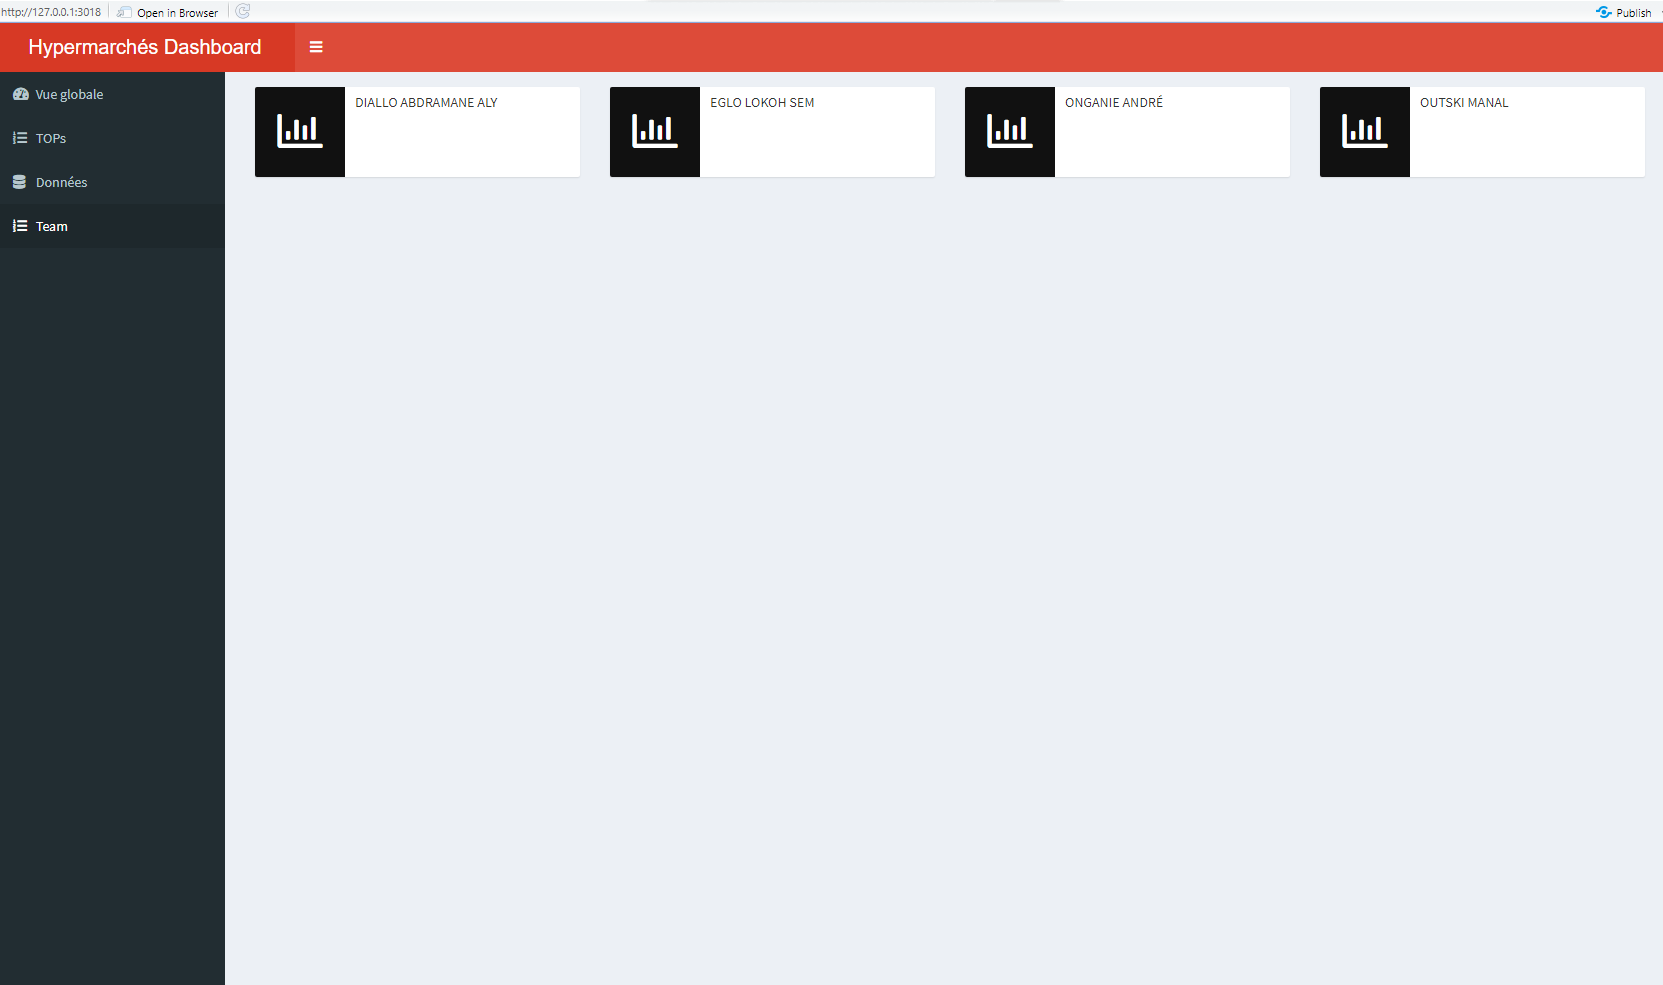 http://127.0.0.1:3018 Open in Browser Publish
Hypermarchés Dashboard
Vue globale
TOPs
Données
Team
DIALLO ABDRAMANE ALY
EGLO LOKOH SEM
ONGANIE ANDRÉ
OUTSKI MANAL